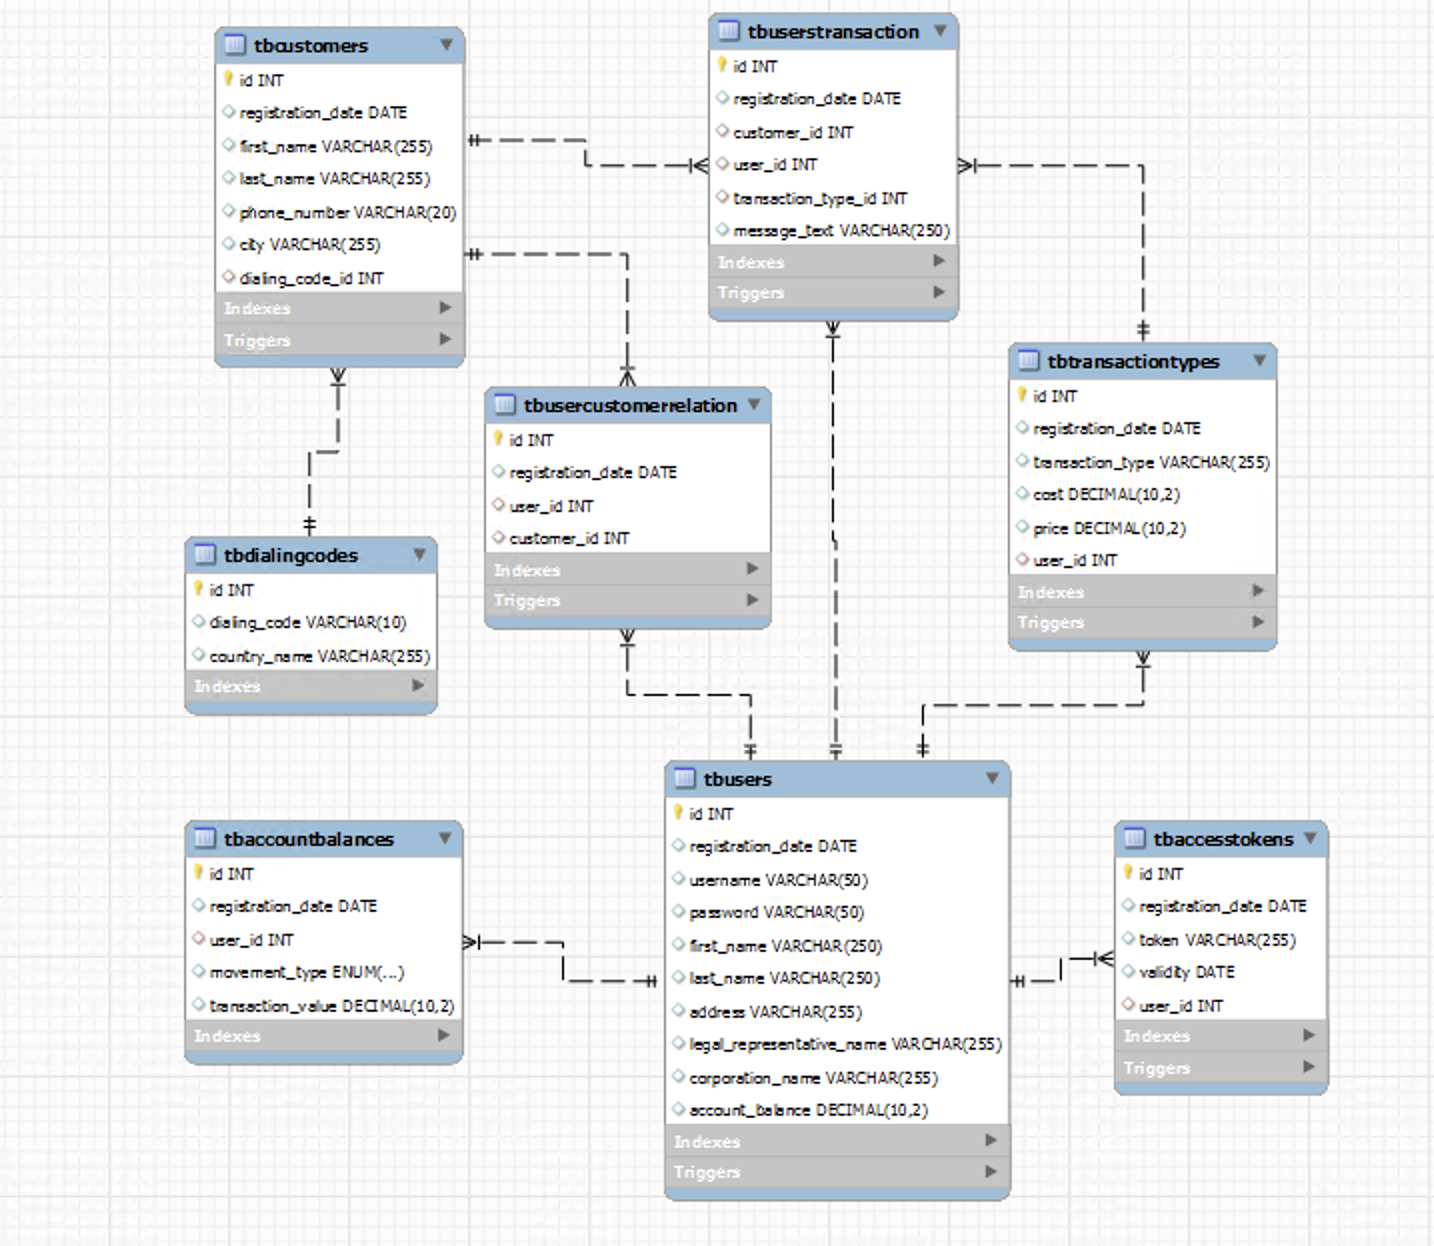 tbcustomers
id INT
registration_date DATE
first_name VARCHAR(255)
last_name VARCHAR(255)
phone_number VARCHAR(20)
city VARCHAR(255)
dialing_code_id INT
Indexes
Triggers
tbuserstransaction
id INT
registration_date DATE
customer_id INT
user_id INT
transaction_type_id INT
message_text VARCHAR(250)
Indexes
Triggers
tbusercustomerrelation
id INT
registration_date DATE
user_id INT
customer_id INT
Indexes
Triggers
tbtransactiontypes
id INT
registration_date DATE
transaction_type VARCHAR(255)
cost DECIMAL(10,2)
price DECIMAL(10,2)
user_id INT
Indexes
Triggers
tbdialingcodes
id INT
dialing_code VARCHAR(10)
country_name VARCHAR(255)
Indexes
tbaccountbalances
id INT
registration_date DATE
user_id INT
movement_type ENUM(...)
transaction_value DECIMAL(10,2)
Indexes
tbusers
id INT
registration_date DATE
username VARCHAR(50)
password VARCHAR(50)
first_name VARCHAR(250)
last_name VARCHAR(250)
address VARCHAR(255)
legal_representative_name VARCHAR(255)
corporation_name VARCHAR(255)
account_balance DECIMAL(10,2)
Indexes
Triggers
tbaccesstokens
id INT
registration_date DATE
token VARCHAR(255)
validity DATE
user_id INT
Indexes
Triggers